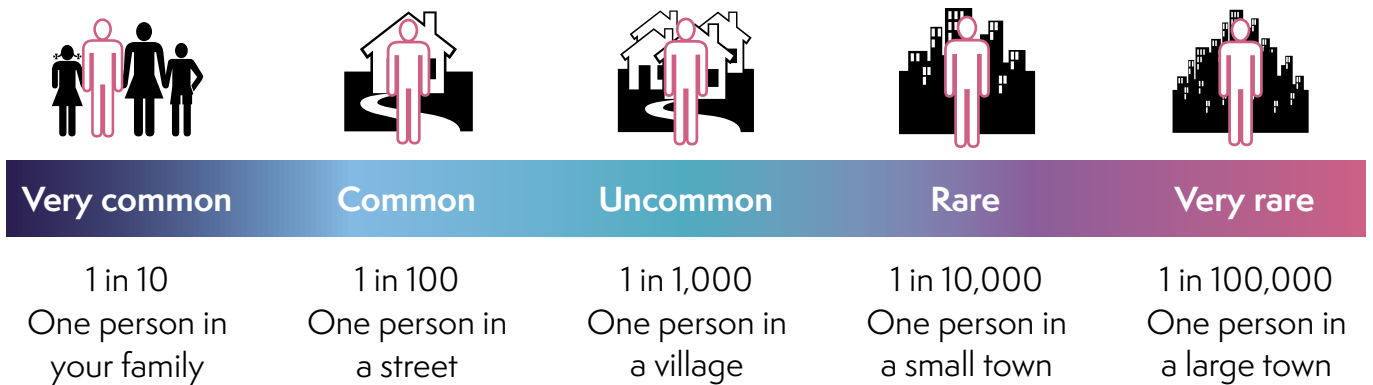 Very common
Common
Uncommon
Rare
Very rare
1 in 10
One person in
your family
1 in 100
One person in
a street
1 in 1,000
One person in
a village
1 in 10,000
One person in
a small town
1 in 100,000
One person in
a large town